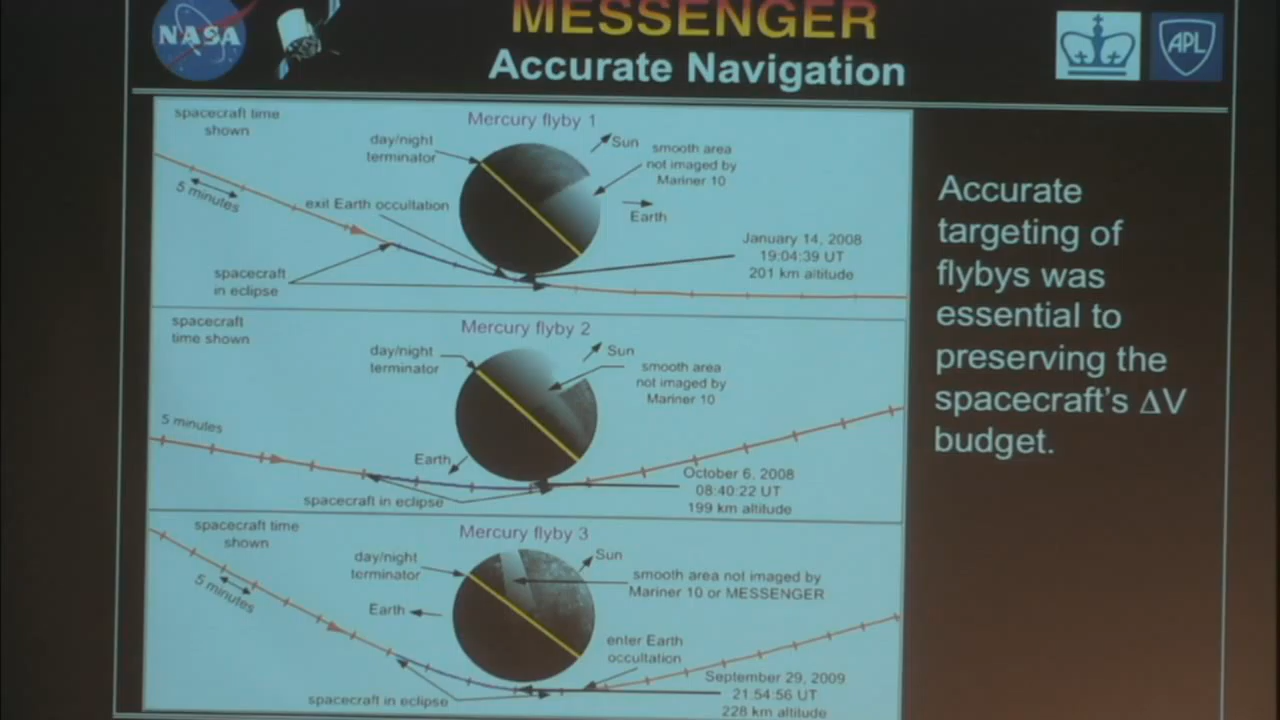 NASA
MESSENGER
Accurate Navigation
APL
spacecraft time
shown
Mercury flyby 1
day/night
terminator
Sun
smooth area
not imaged by
Mariner 10
5 minutes
exit Earth occultation
Earth
January 14, 2008
19:04:39 UT
201 km altitude
spacecraft
in eclipse
spacecraft
time shown
Mercury flyby 2
day/night
terminator
Sun
smooth area
not imaged by
Mariner 10
5 minutes
Earth
October 6, 2008
08:40:22 UT
199 km altitude
spacecraft in eclipse
spacecraft time
shown
Mercury flyby 3
day/night
terminator
Sun
smooth area not imaged by
Mariner 10 or MESSENGER
5 minutes
Earth
enter Earth
occultation
September 29, 2009
21:54:56 UT
228 km altitude
spacecraft in eclipse
Accurate
targeting of
flybys was
essential to
preserving the
spacecraft's ΔV
budget.